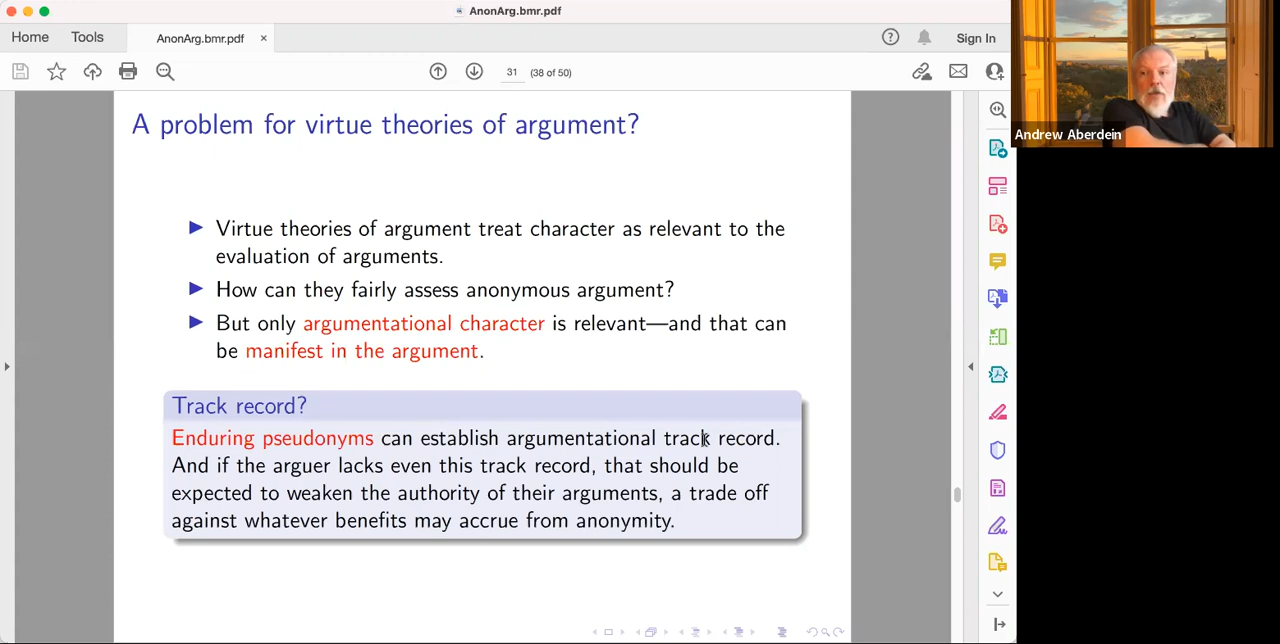 AnonArg.bmr.pdf
Home
Tools
AnonArg.bmr.pdf
×
Sign In
31
(38 of 50)
Andrew Aberdein
A problem for virtue theories of argument?
Virtue theories of argument treat character as relevant to the
evaluation of arguments.
How can they fairly assess anonymous argument?
But only argumentational character is relevant—and that can
be manifest in the argument.
Track record?
Enduring pseudonyms can establish argumentational track record.
And if the arguer lacks even this track record, that should be
expected to weaken the authority of their arguments, a trade off
against whatever benefits may accrue from anonymity.